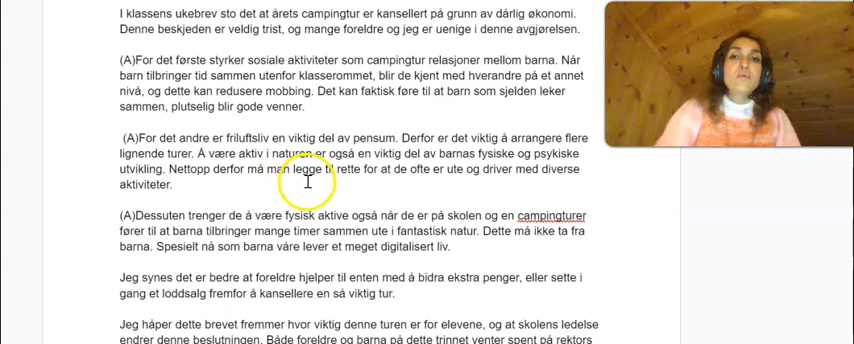 I klassens ukebrev sto det at årets campingtur er kansellert på grunn av dårlig økonomi.
Denne beskjeden er veldig trist, og mange foreldre og jeg er uenige i denne avgjørelsen.
(A)For det første styrker sosiale aktiviteter som campingtur relasjoner mellom barna. Når
barn tilbringer tid sammen utenfor klasserommet, blir de kjent med hverandre på et annet
nivå, og dette kan redusere mobbing. Det kan faktisk føre til at barn som sjelden leker
sammen, plutselig blir gode venner.
(A)For det andre er friluftsliv en viktig del av pensum. Derfor er det viktig å arrangere flere
lignende turer. Å være aktiv i naturen er også en viktig del av barnas fysiske og psykiske
utvikling. Nettopp derfor må man legge til rette for at de ofte er ute og driver med diverse
aktiviteter.
(A)Dessuten trenger de å være fysisk aktive også når de er på skolen og en campingturer
fører til at barna tilbringer mange timer sammen ute i fantastisk natur. Dette må ikke ta fra
barna. Spesielt nå som barna våre lever et meget digitalisert liv.
Jeg synes det er bedre at foreldre hjelper til enten med å bidra ekstra penger, eller sette i
gang et loddsalg fremfor å kansellere en så viktig tur.
Jeg håper dette brevet fremmer hvor viktig denne turen er for elevene, og at skolens ledelse
endrer denne beslutningen. Både foreldre og barna på dette trinnet venter spent på rektors